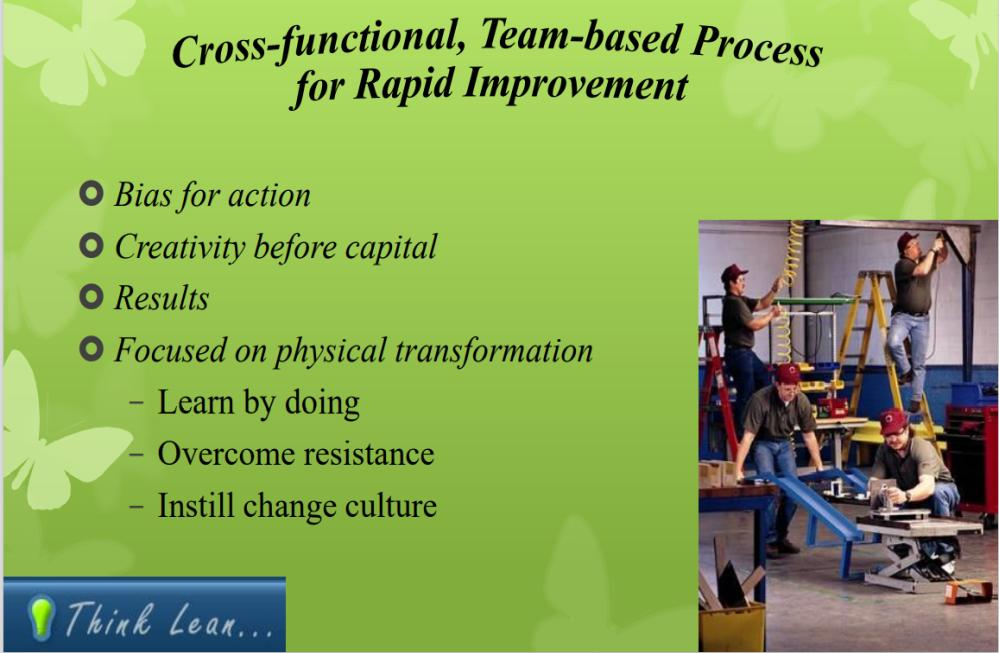 Cross-functional, Team-based Process
for Rapid Improvement
Bias for action
Creativity before capital
Results
Focused on physical transformation
– Learn by doing
– Overcome resistance
– Instill change culture
Think Lean...